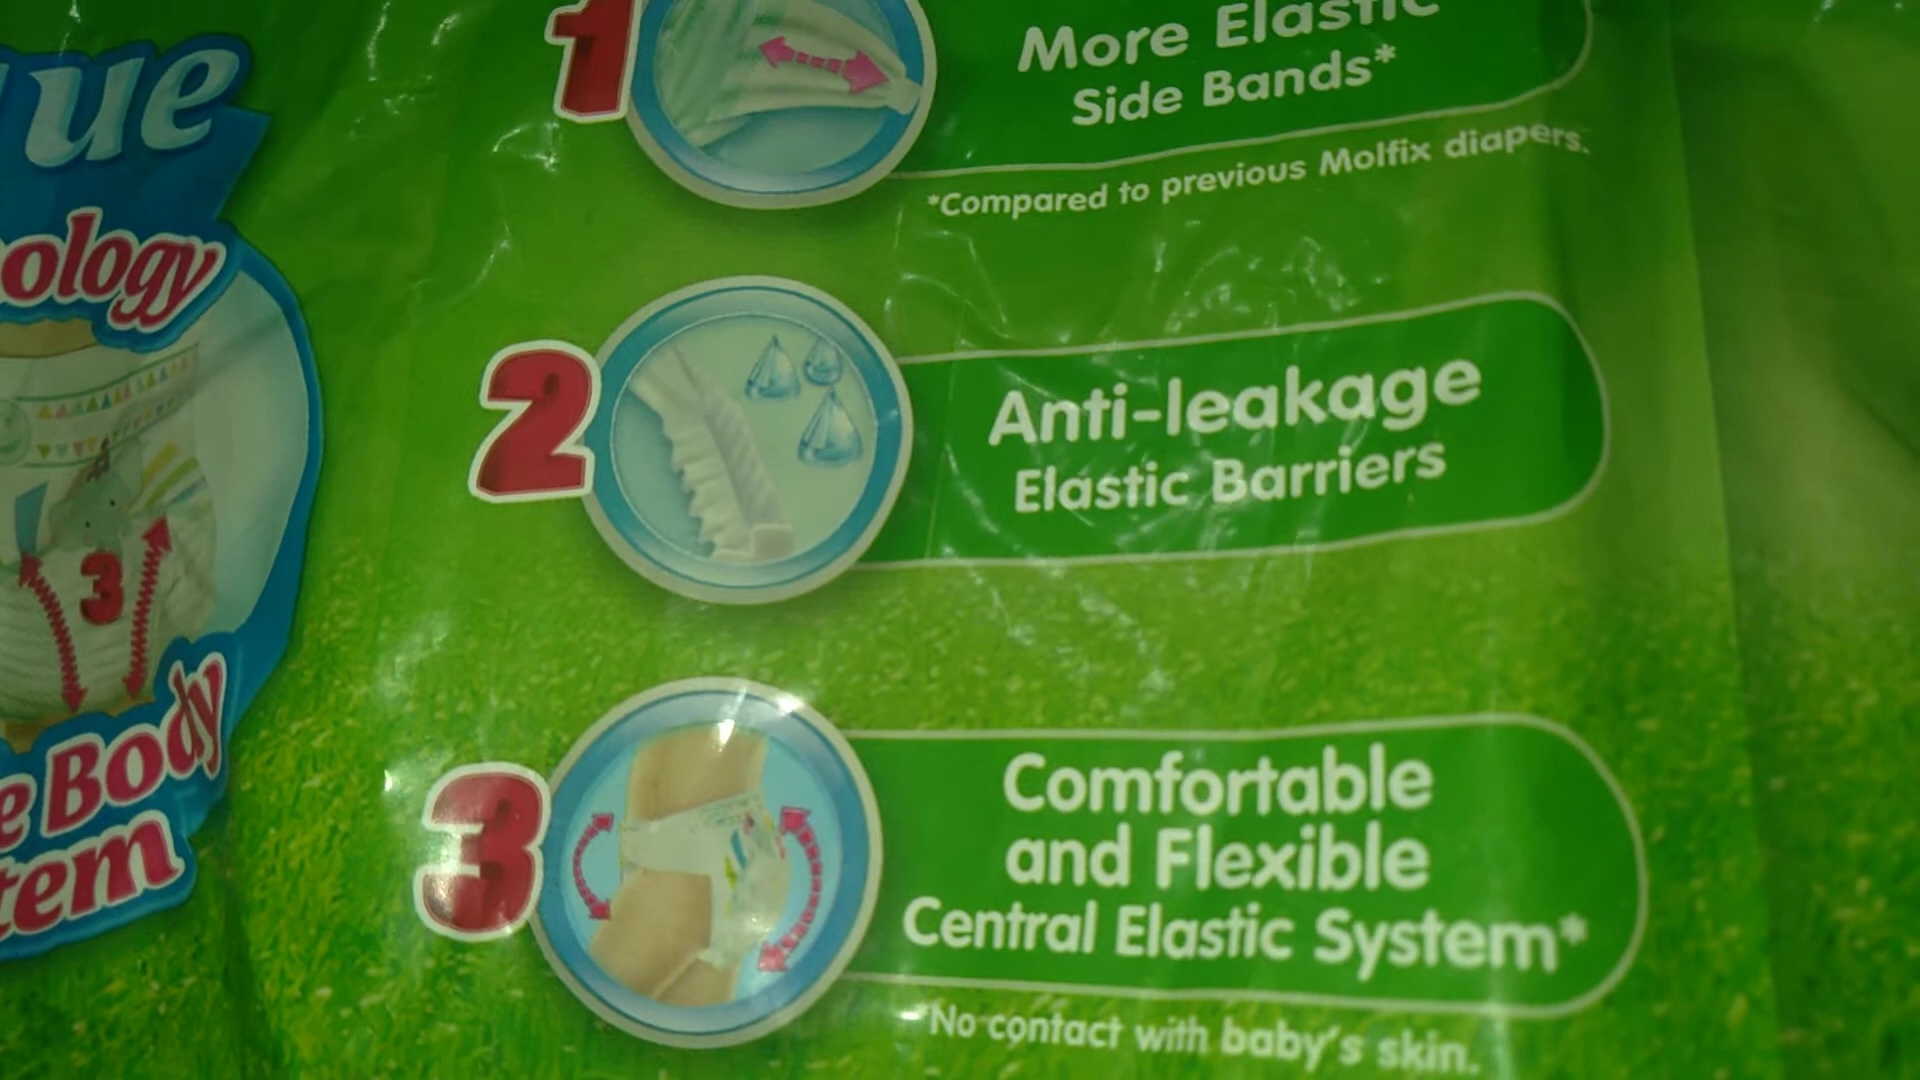 ue
ology
3
e Body
tem
1
More Elastic
Side Bands*
*Compared to previous Molfix diapers.
2
Anti-leakage
Elastic Barriers
3
Comfortable
and Flexible
Central Elastic System*
*No contact with baby's skin.